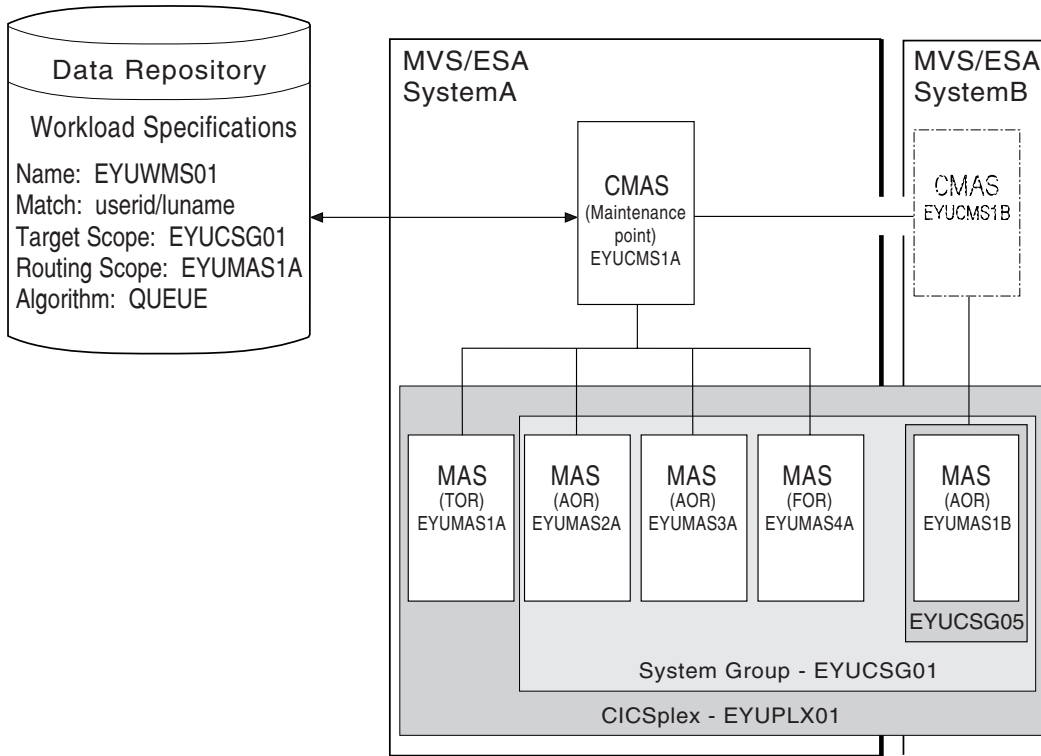 Data Repository
Workload Specifications
Name: EYUWMS01
Match: userid/luname
Target Scope: EYUCSG01
Routing Scope: EYUMAS1A
Algorithm: QUEUE
MVS/ESA
SystemA
MVS/ESA
SystemB
CMAS
(Maintenance
point)
EYUCMS1A
CMAS
EYUCMS1B
MAS
(TOR)
EYUMAS1A
MAS
(AOR)
EYUMAS2A
MAS
(AOR)
EYUMAS3A
MAS
(FOR)
EYUMAS4A
MAS
(AOR)
EYUMAS1B
EYUCSG05
System Group - EYUCSG01
CICSplex - EYUPLX01